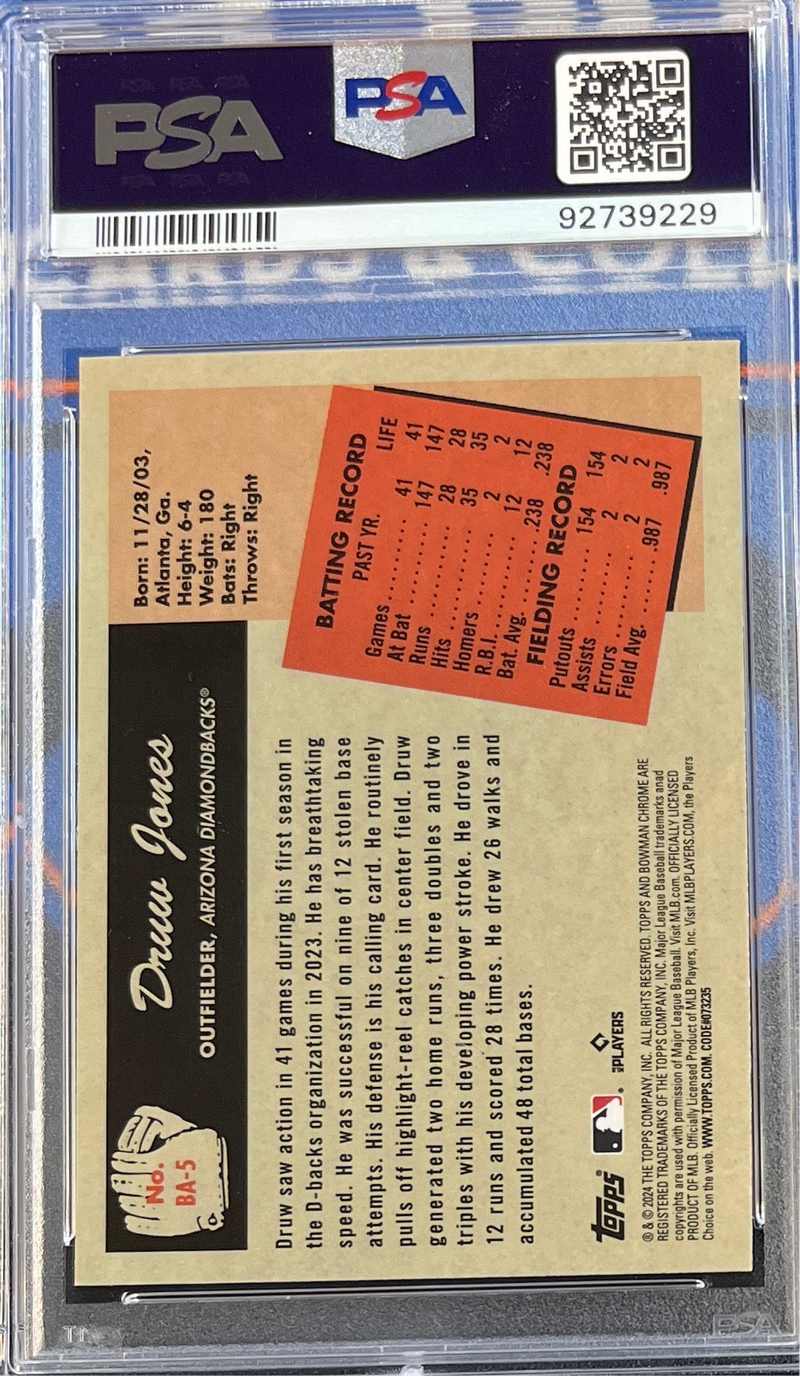 PSA
PSA
92739229
No.
BA-5
Druw Jones
OUTFIELDER, ARIZONA DIAMONDBACKS®
Born: 11/28/03,
Atlanta, Ga.
Height: 6-4
Weight: 180
Bats: Right
Throws: Right
Druw saw action in 41 games during his first season in
the D-backs organization in 2023. He has breathtaking
speed. He was successful on nine of 12 stolen base
attempts. His defense is his calling card. He routinely
pulls off highlight-reel catches in center field. Druw
generated two home runs, three doubles and two
triples with his developing power stroke. He drove in
12 runs and scored 28 times. He drew 26 walks and
accumulated 48 total bases.
BATTING RECORD
PAST YR. LIFE
Games ........ 41 41
At Bat ........ 147 147
Runs ........ 28 28
Hits ........ 35 35
Homers ........ 2 2
R.B.I. ........ 12 12
Bat. Avg. ........ .238 .238
FIELDING RECORD
Putouts ........ 154 154
Assists ........ 2 2
Errors ........ 2 2
Field Avg. ........ .987 .987
topps® MLB PLAYERS
® & © 2024 THE TOPPS COMPANY, INC. ALL RIGHTS RESERVED. TOPPS AND BOWMAN CHROME ARE
REGISTERED TRADEMARKS OF THE TOPPS COMPANY, INC. Major League Baseball trademarks anad
copyrights are used with permission of Major League Baseball. Visit MLB.com. OFFICIALLY LICENSED
PRODUCT OF MLB. Officially Licensed Product of MLB Players, Inc. Visit MLBPLAYERS.COM, the Players
Choice on the web. WWW.TOPPS.COM. CODE#073235
PSA